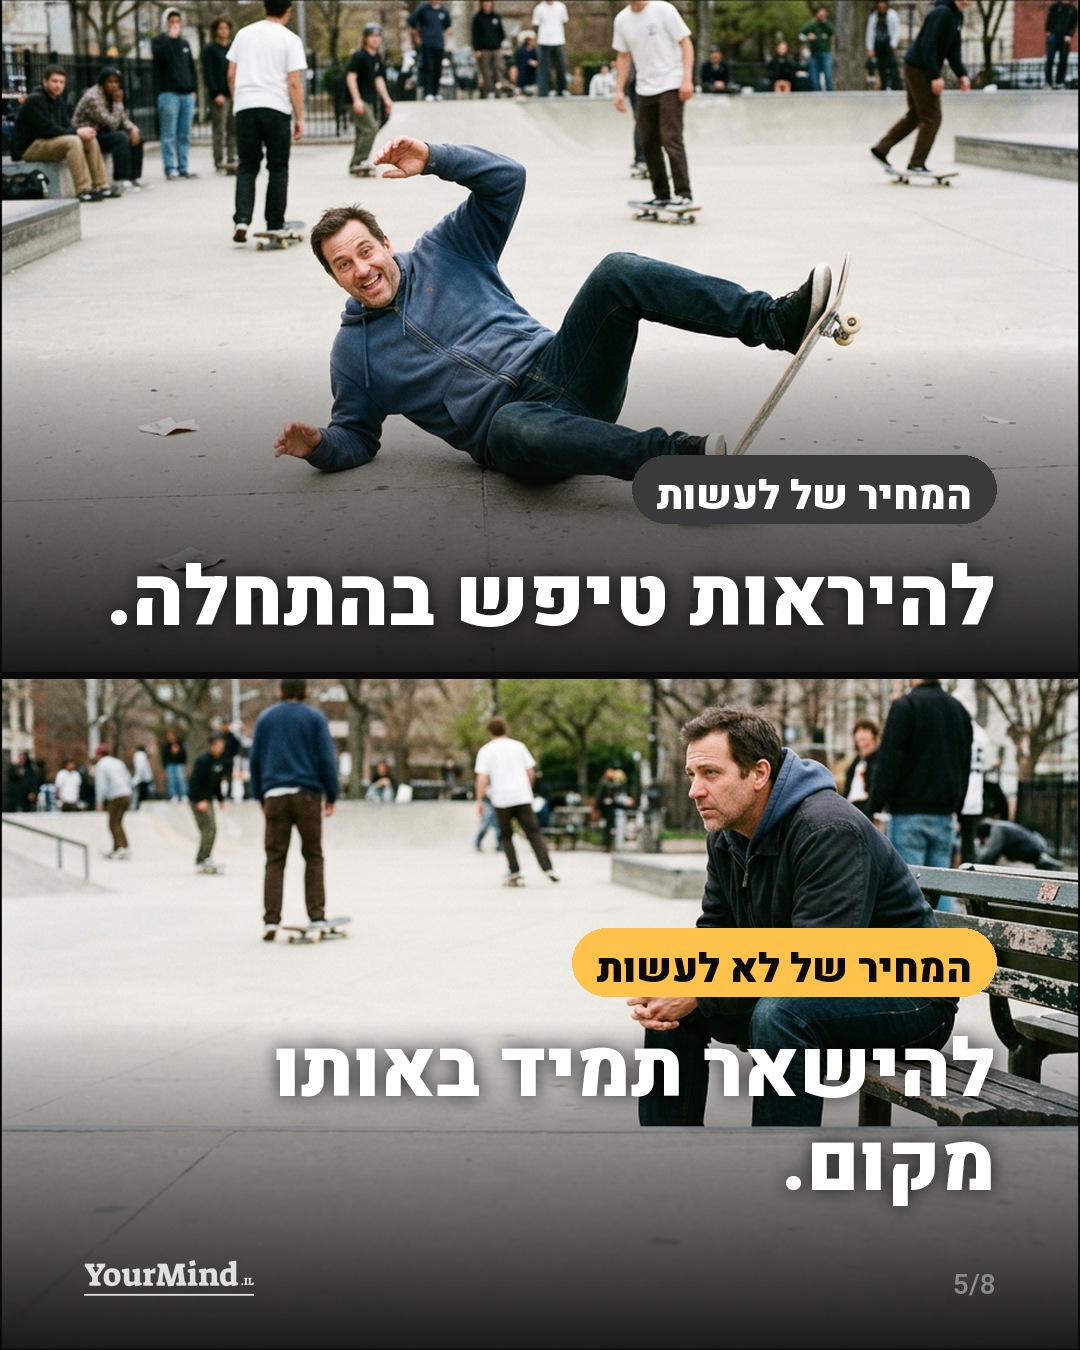 המחיר של לעשות
להיראות טיפש בהתחלה.
המחיר של לא לעשות
להישאר תמיד באותו
מקום.
YourMind.IL
5/8